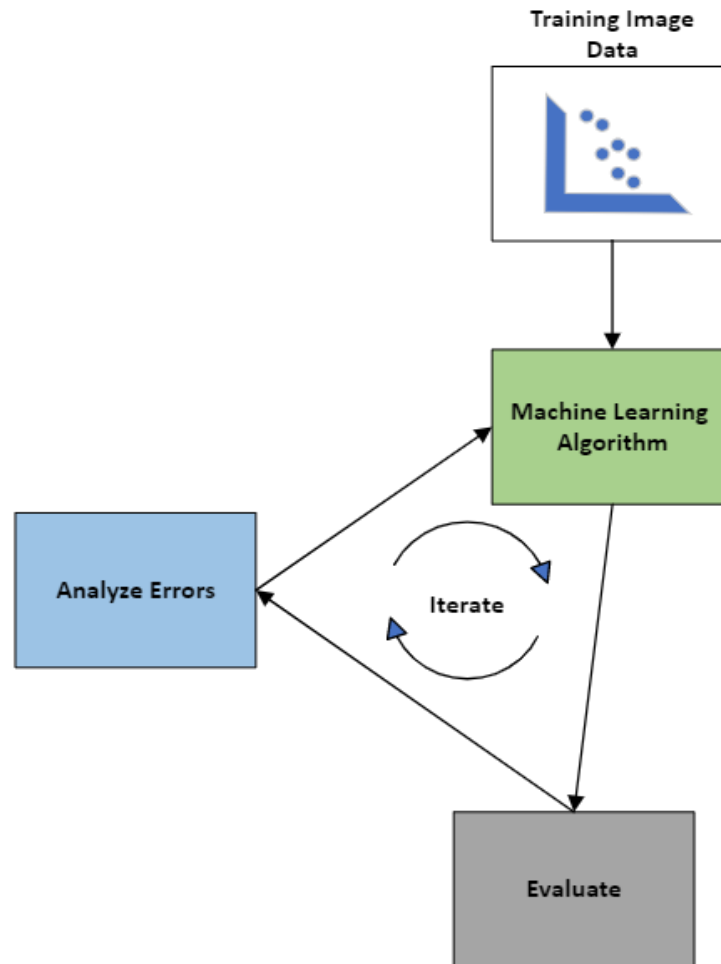 Training Image
Data
Machine Learning
Algorithm
Analyze Errors
Iterate
Evaluate